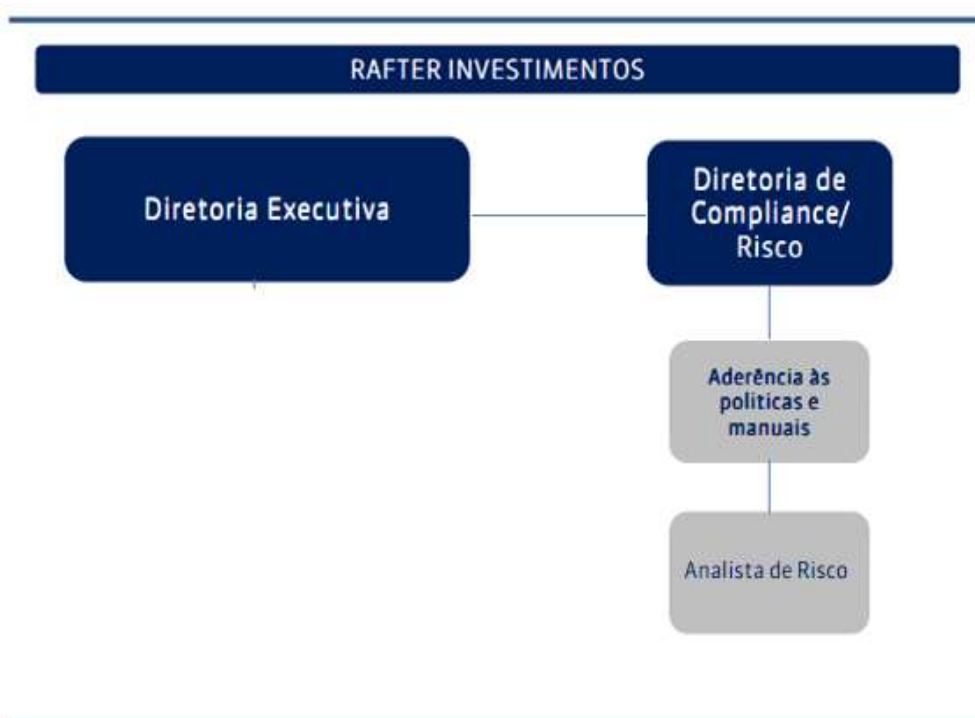 RAFTER INVESTIMENTOS
Diretoria Executiva
Diretoria de
Compliance/
Risco
Aderência às
politicas e
manuais
Analista de Risco